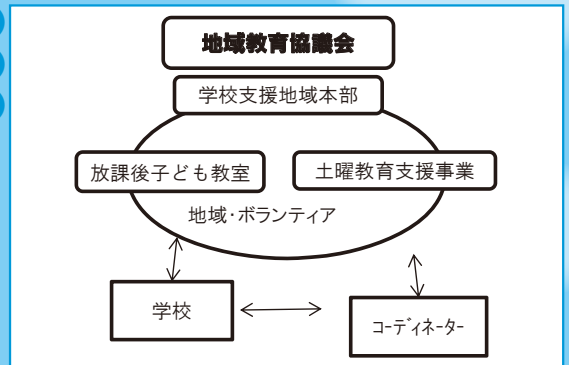 地域教育協議会
学校支援地域本部
放課後子ども教室
土曜教育支援事業
地域・ボランティア
学校
コーディネーター